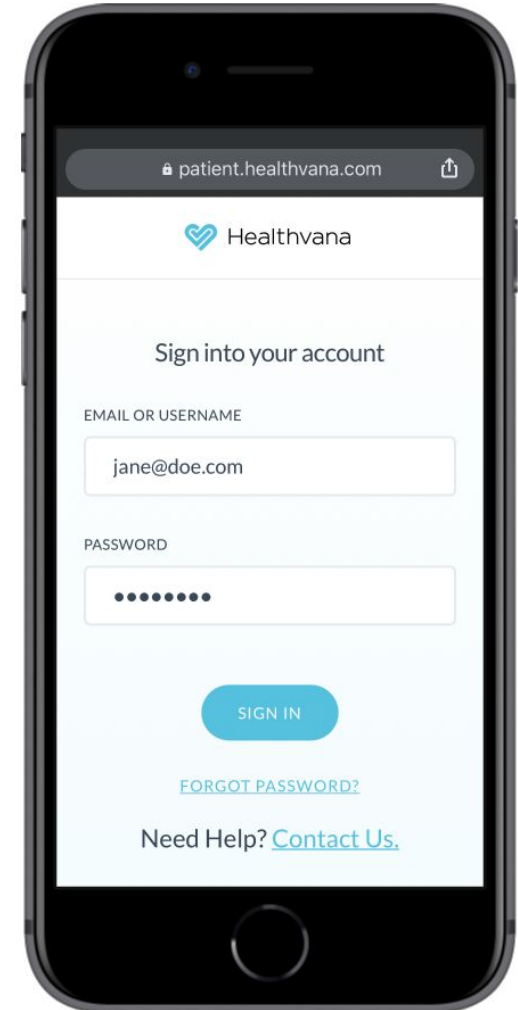 patient.healthvana.com
Healthvana
Sign into your account
EMAIL OR USERNAME
jane@doe.com
PASSWORD
••••••••
SIGN IN
FORGOT PASSWORD?
Need Help? Contact Us.